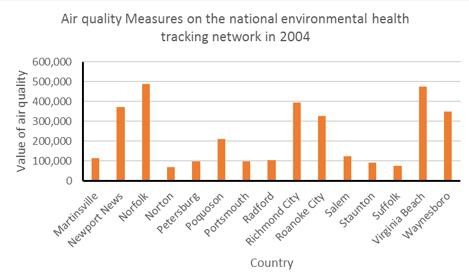 Air quality Measures on the national environmental health
tracking network in 2004
Value of air quality
600,000
500,000
400,000
300,000
200,000
100,000
0
Martinsville
Newport News
Norfolk
Norton
Petersburg
Poquoson
Portsmouth
Radford
Richmond City
Roanoke City
Salem
Staunton
Suffolk
Virginia Beach
Waynesboro
Country